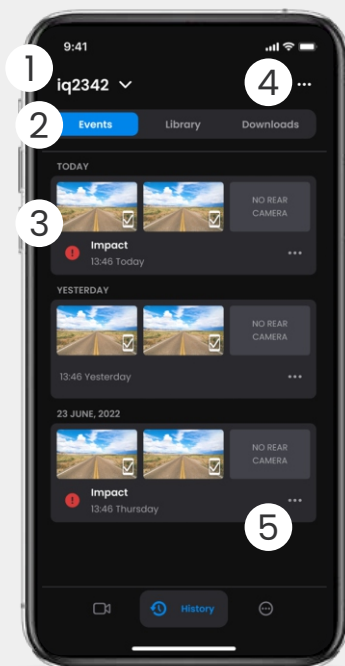 9:41
1
iq2342
4
2
Events Library Downloads
TODAY
3
NO REAR
CAMERA
Impact
13:46 Today
YESTERDAY
NO REAR
CAMERA
13:46 Yesterday
23 JUNE, 2022
NO REAR
CAMERA
Impact
13:46 Thursday
5
History